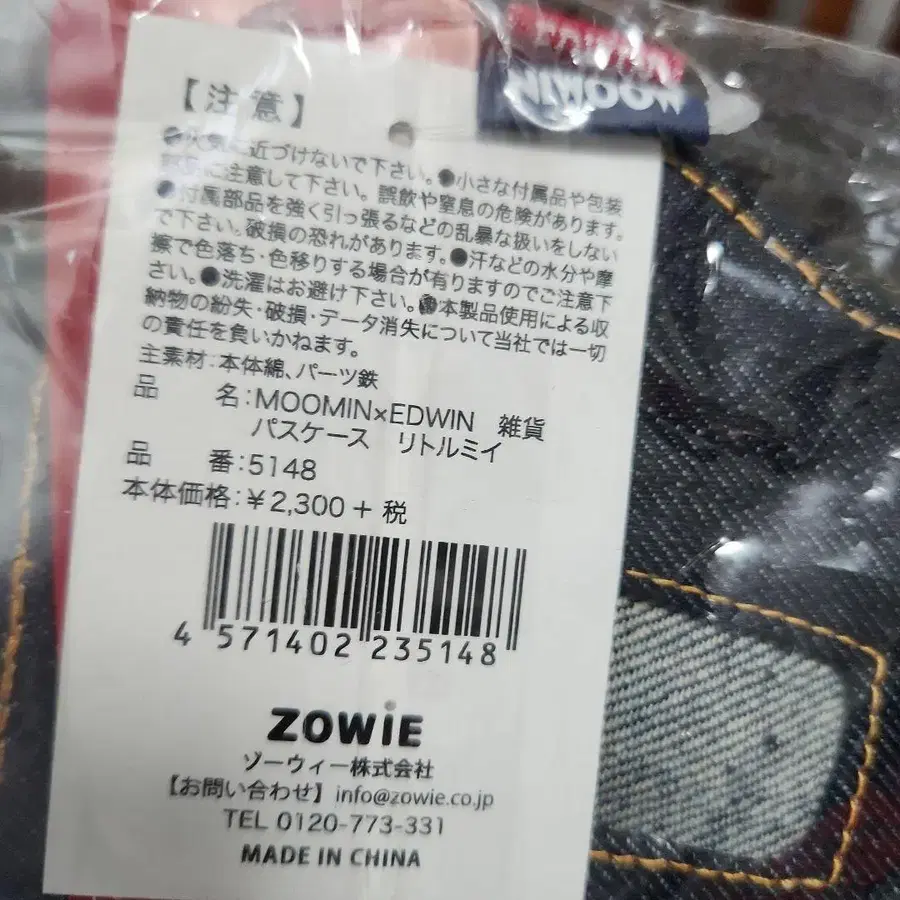 EDWIN
MOOMIN
【注意】
●火気に近づけないで下さい。●小さな付属品や包装
に注意して下さい。誤飲や窒息の危険があります。
●付属部品を強く引っ張るなどの乱暴な扱いをしない
で下さい。破損の恐れがあります。●汗などの水分や摩
擦で色落ち・色移りする場合が有りますのでご注意下
さい。●洗濯はお避け下さい。●本製品使用による収
納物の紛失・破損・データ消失について当社では一切
の責任を負いかねます。
主素材：本体綿、パーツ鉄
品 名：MOOMIN×EDWIN 雑貨
パスケース リトルミイ
品 番：5148
本体価格：￥2,300 + 税
4 571402 235148
ZOWiE
ゾーウィー株式会社
【お問い合わせ】info@zowie.co.jp
TEL 0120-773-331
MADE IN CHINA